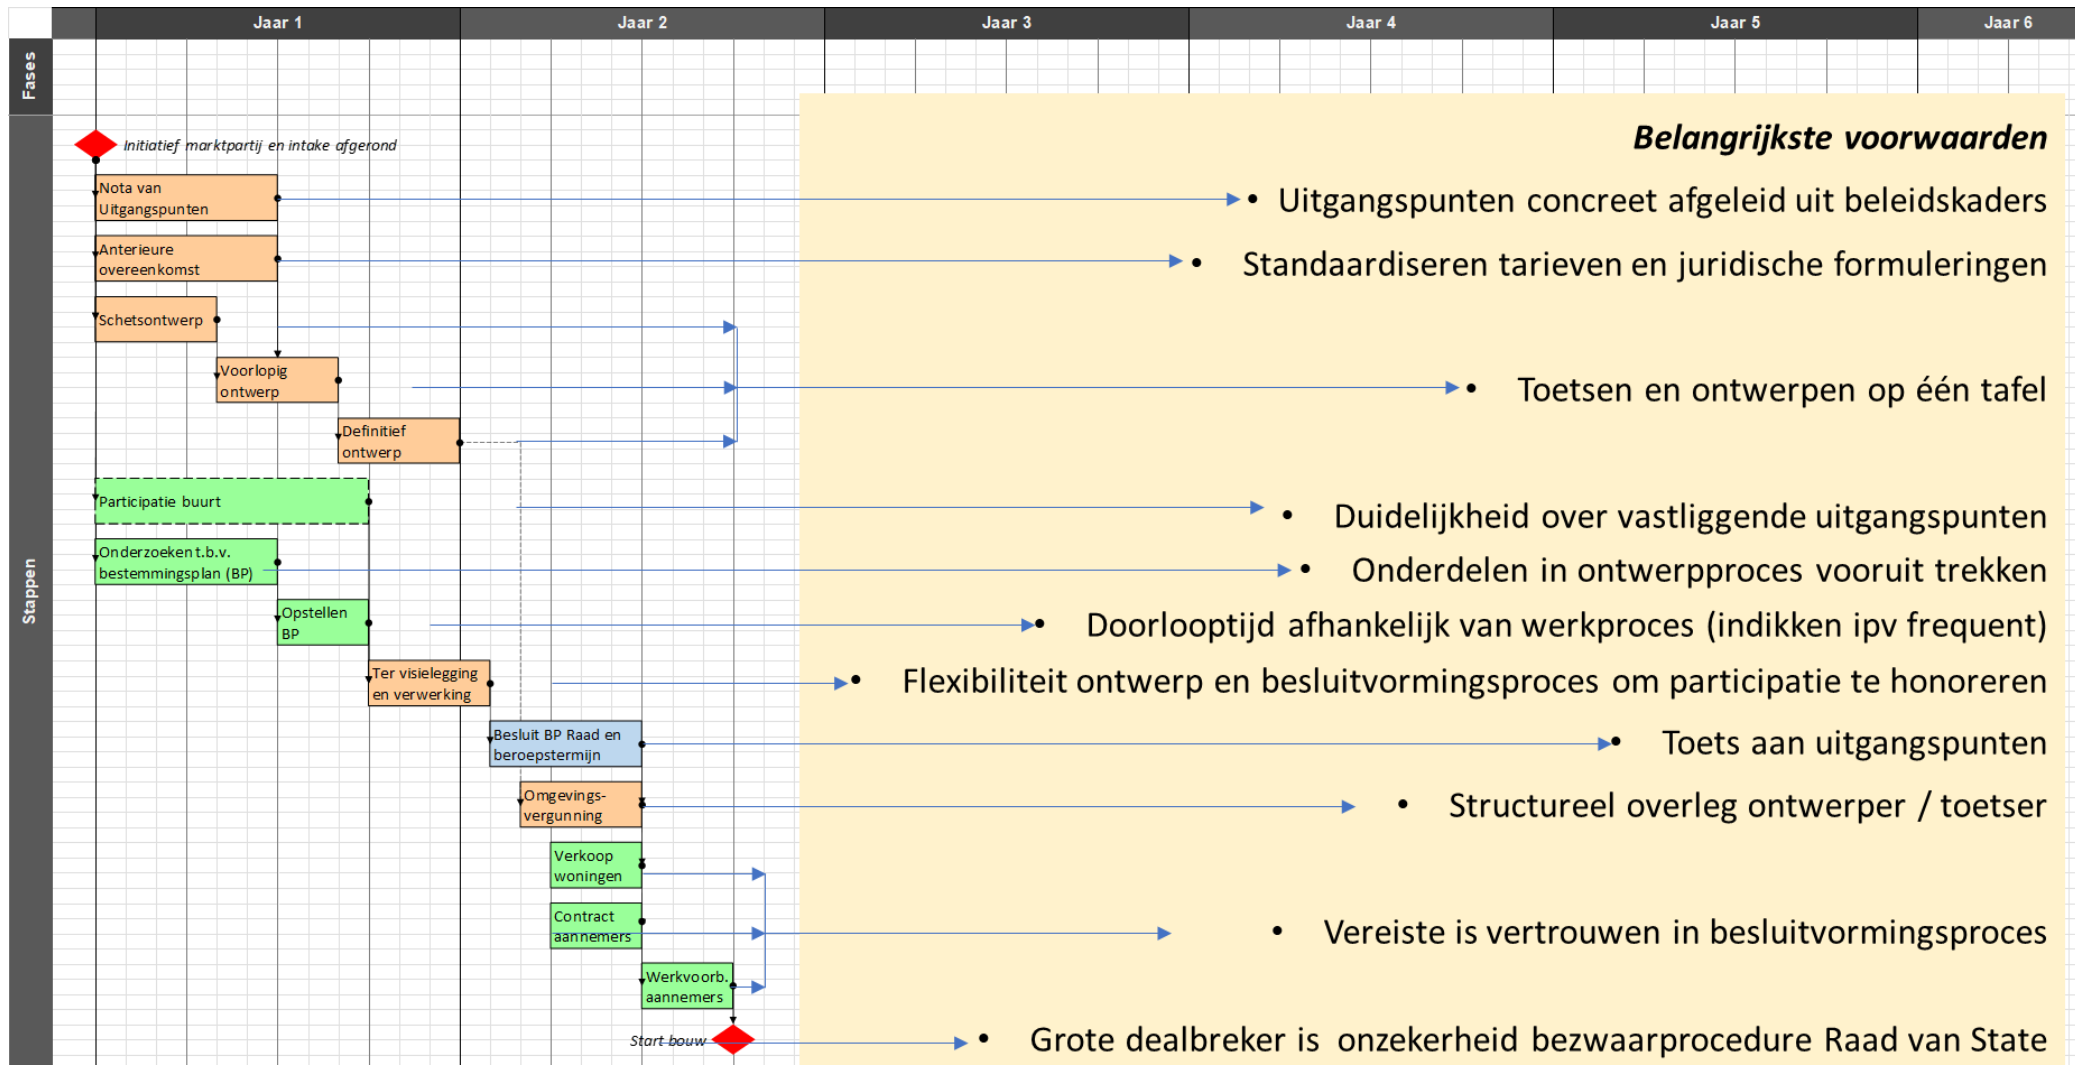 Jaar 1 Jaar 2 Jaar 3 Jaar 4 Jaar 5 Jaar 6
Fases
Stappen
Belangrijkste voorwaarden
Initiatief marktpartij en intake afgerond
Nota van
Uitgangspunten
• Uitgangspunten concreet afgeleid uit beleidskaders
Anterieure
overeenkomst
• Standaardiseren tarieven en juridische formuleringen
Schetsontwerp
Voorlopig
ontwerp
• Toetsen en ontwerpen op één tafel
Definitief
ontwerp
Participatie buurt
• Duidelijkheid over vastliggende uitgangspunten
Onderzoeken t.b.v.
bestemmingsplan (BP)
• Onderdelen in ontwerpproces vooruit trekken
Opstellen
BP
• Doorlooptijd afhankelijk van werkproces (indikken ipv frequent)
Ter visielegging
en verwerking
• Flexibiliteit ontwerp en besluitvormingsproces om participatie te honoreren
Besluit BP Raad en
beroepstermijn
• Toets aan uitgangspunten
Omgevings-
vergunning
• Structureel overleg ontwerper / toetser
Verkoop
woningen
Contract
aannemers
• Vereiste is vertrouwen in besluitvormingsproces
Werkvoorb.
aannemers
Start bouw
• Grote dealbreker is onzekerheid bezwaarprocedure Raad van State